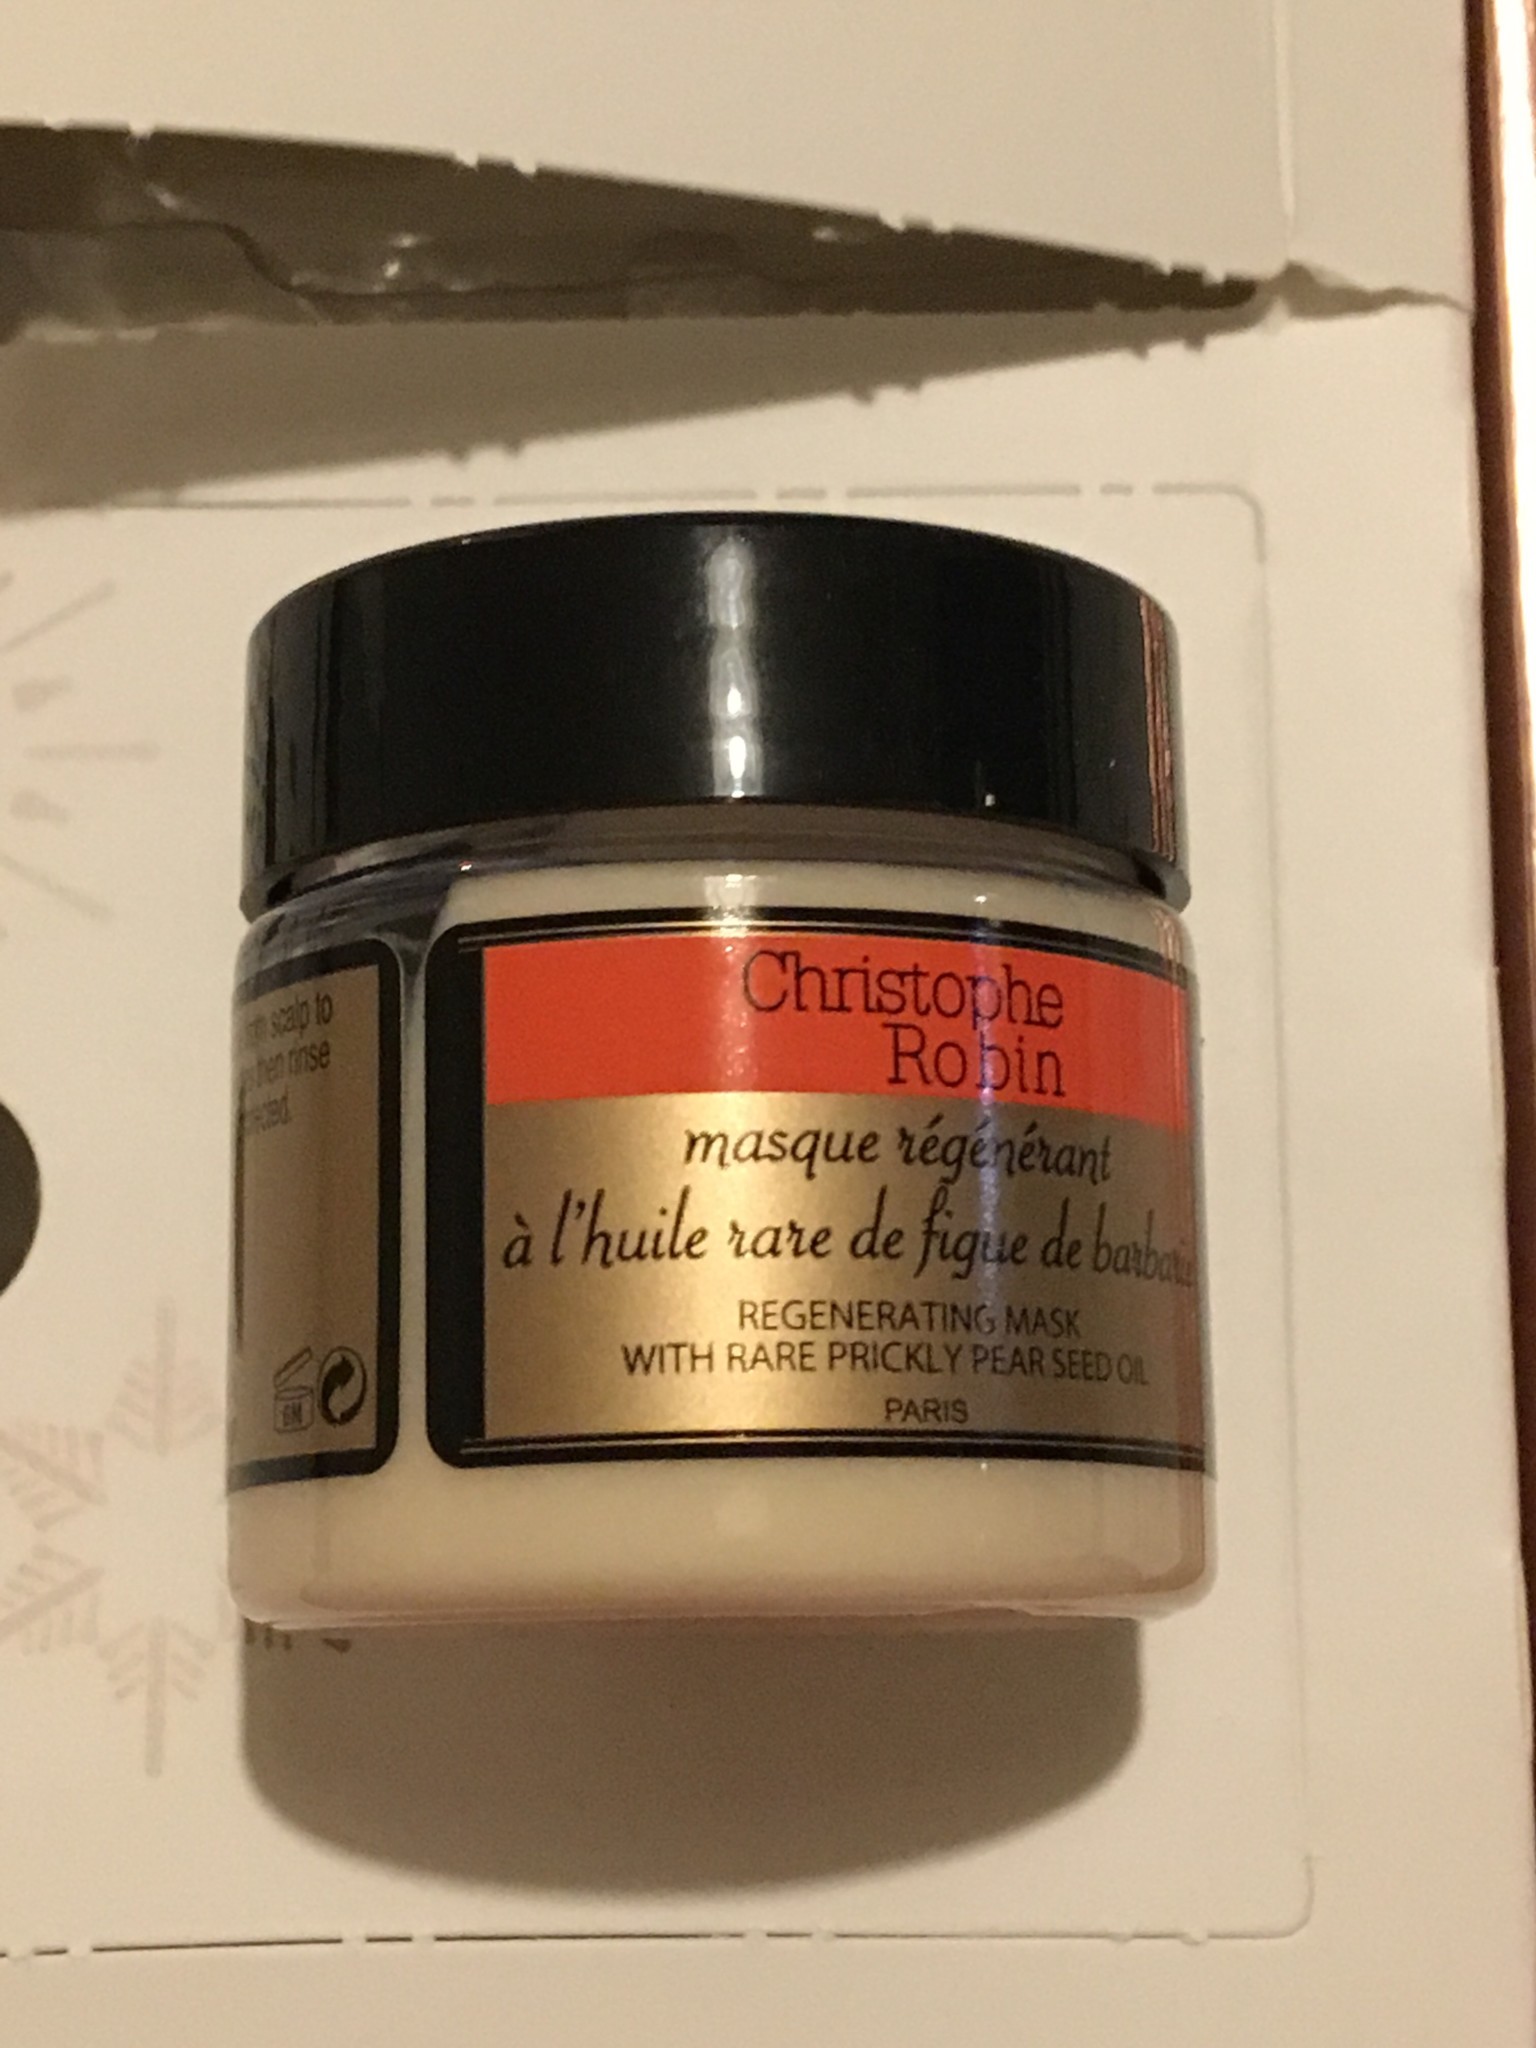 scalp to
then rinse
Christophe
Robin
masque régénérant
à l'huile rare de figue de
REGENERATING MASK
WITH RARE PRICKLY PEAR SEED OIL
PARIS
6M